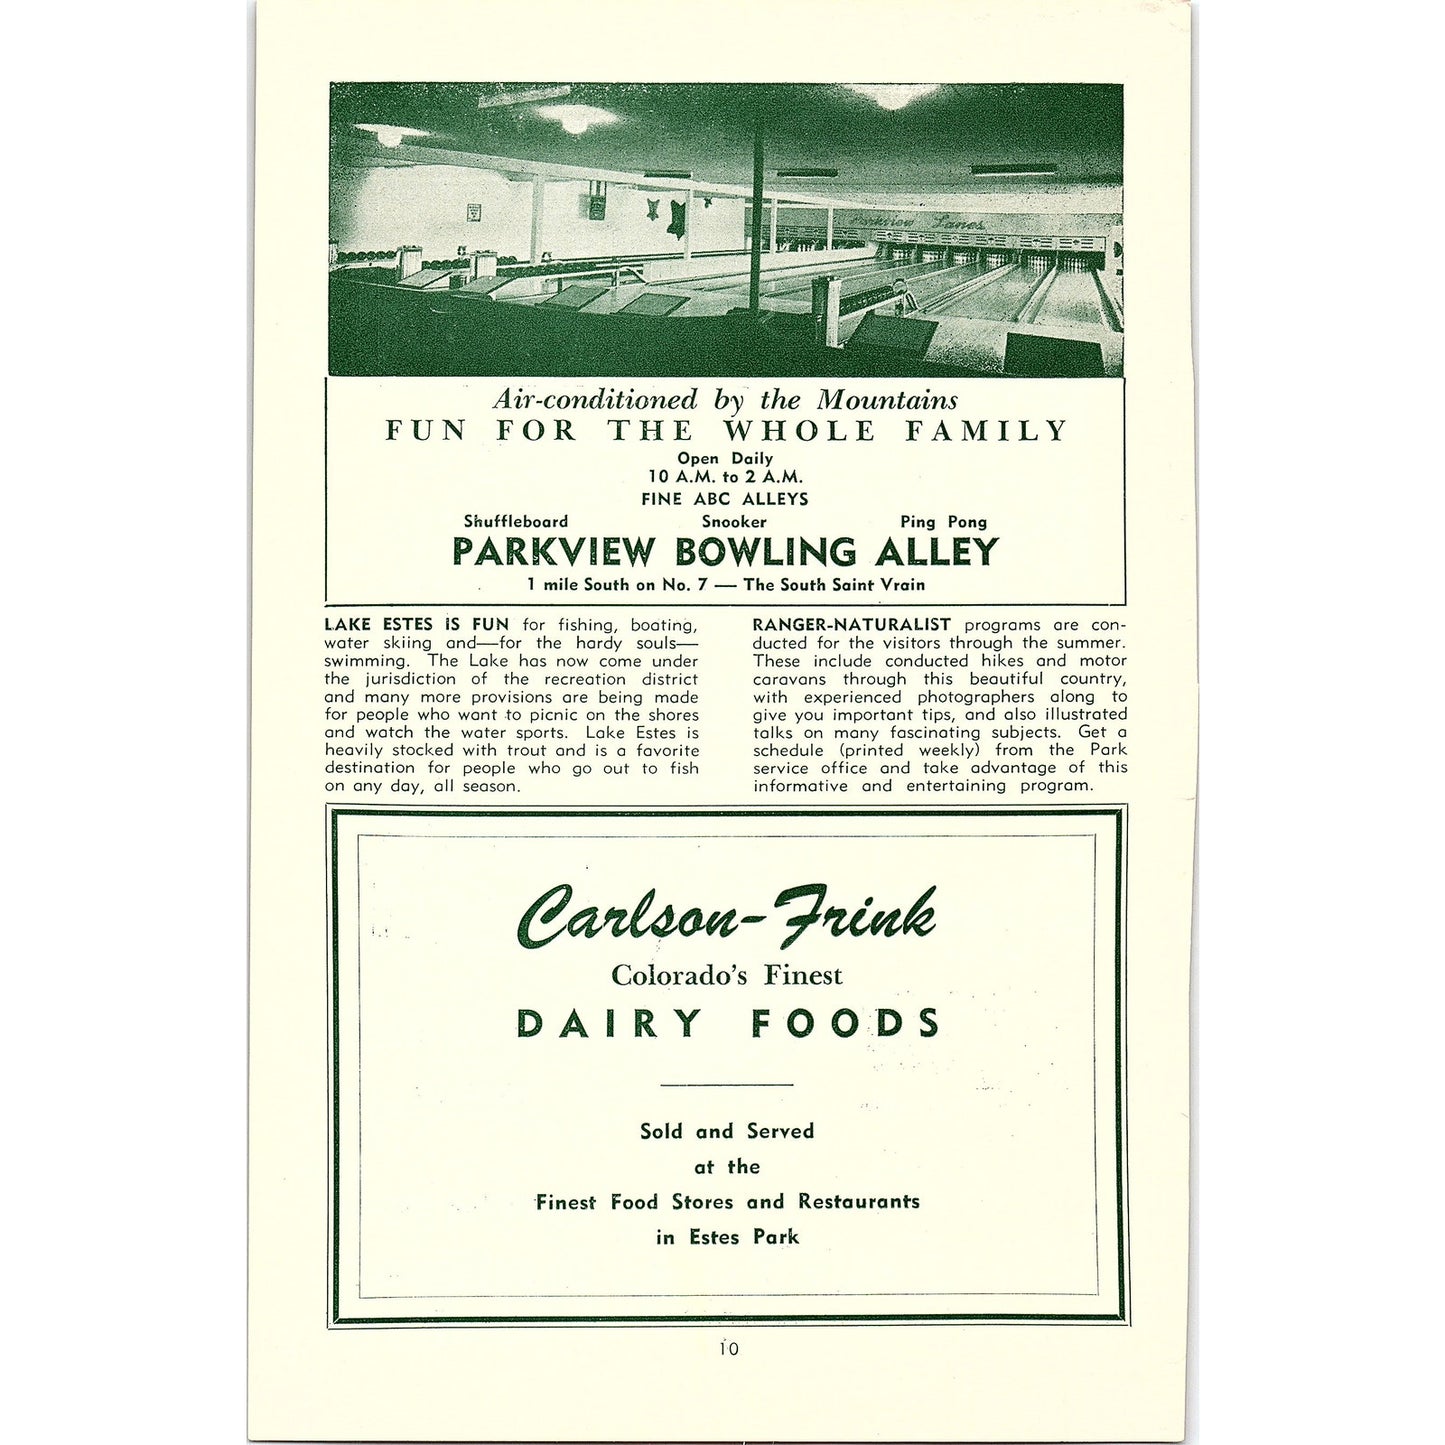 Parkview Lanes
Air-conditioned by the Mountains
FUN FOR THE WHOLE FAMILY
Open Daily
10 A.M. to 2 A.M.
FINE ABC ALLEYS
Shuffleboard Snooker Ping Pong
PARKVIEW BOWLING ALLEY
1 mile South on No. 7 — The South Saint Vrain
LAKE ESTES IS FUN for fishing, boating,
water skiing and—for the hardy souls—
swimming. The Lake has now come under
the jurisdiction of the recreation district
and many more provisions are being made
for people who want to picnic on the shores
and watch the water sports. Lake Estes is
heavily stocked with trout and is a favorite
destination for people who go out to fish
on any day, all season.
RANGER-NATURALIST programs are con-
ducted for the visitors through the summer.
These include conducted hikes and motor
caravans through this beautiful country,
with experienced photographers along to
give you important tips, and also illustrated
talks on many fascinating subjects. Get a
schedule (printed weekly) from the Park
service office and take advantage of this
informative and entertaining program.
Carlson-Frink
Colorado's Finest
DAIRY FOODS
Sold and Served
at the
Finest Food Stores and Restaurants
in Estes Park
10